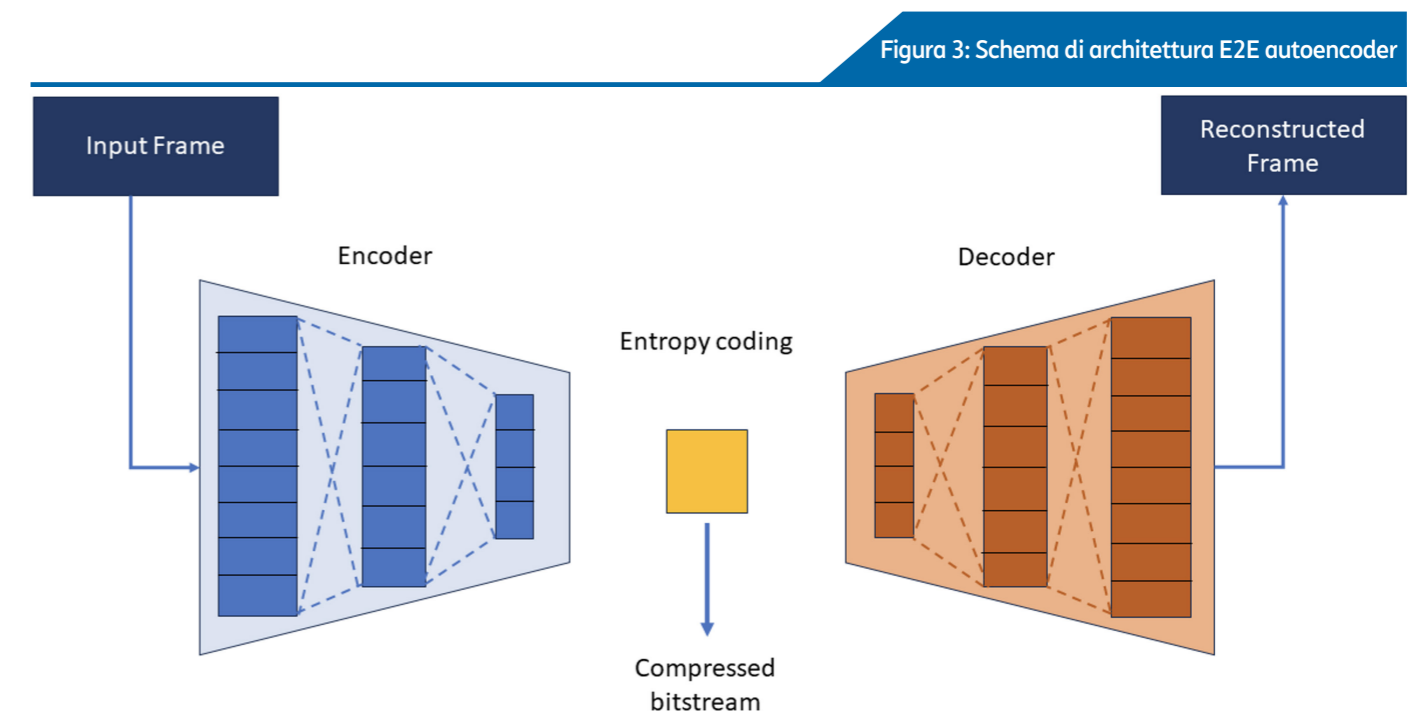 Figura 3: Schema di architettura E2E autoencoder
Input Frame
Reconstructed
Frame
Encoder
Decoder
Entropy coding
Compressed
bitstream